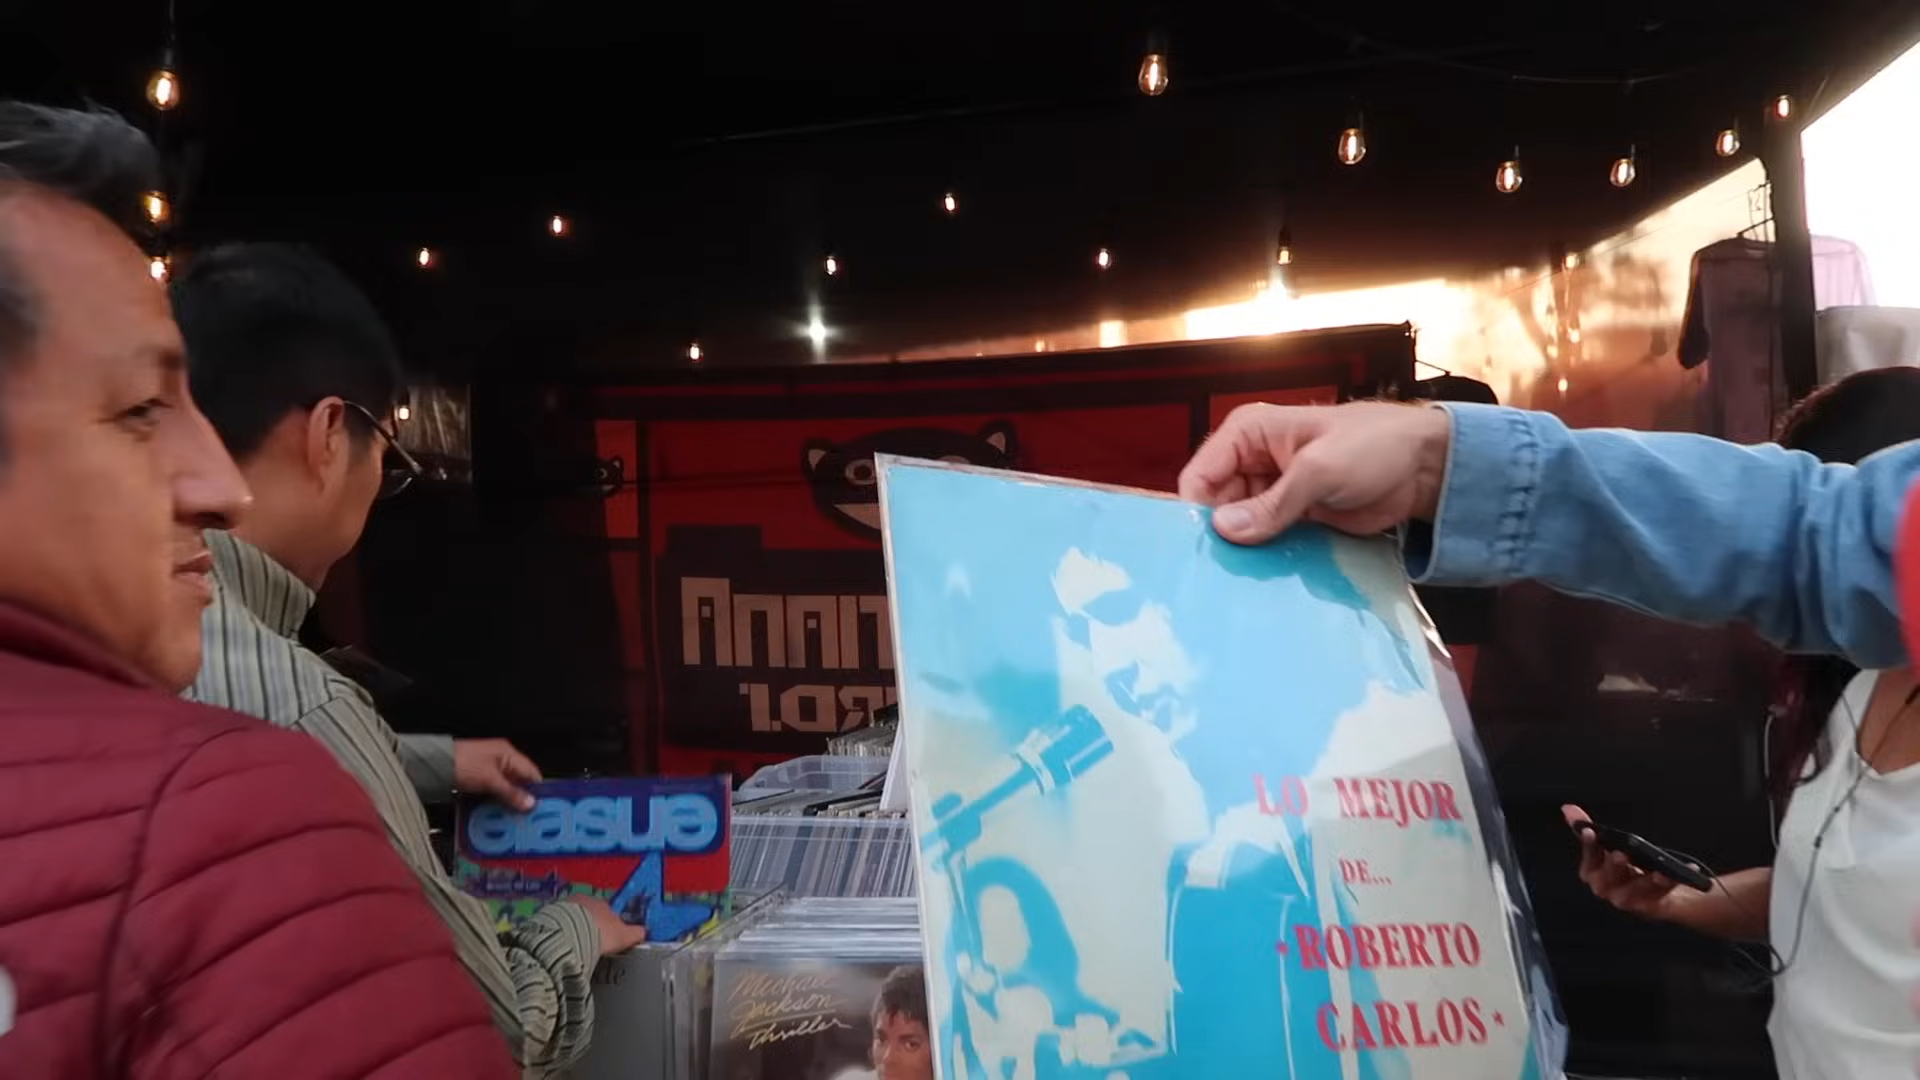 LO MEJOR
DE...
·ROBERTO
CARLOS·
erasure
Michael
Jackson
Thriller